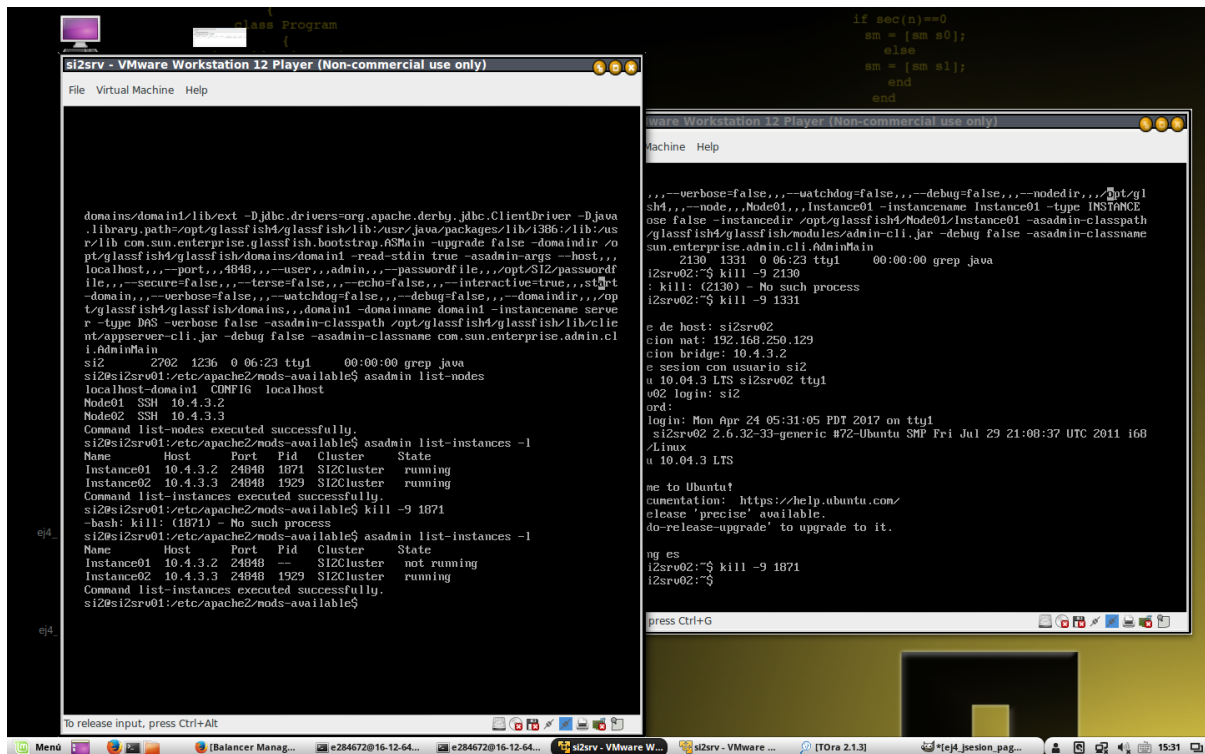 {
class Program
{
if sec(n)==0
sm = [sm s0];
else
sm = [sm s1];
end
end
si2srv - VMware Workstation 12 Player (Non-commercial use only)
File Virtual Machine Help
domains/domain1/lib/ext -Djdbc.drivers=org.apache.derby.jdbc.ClientDriver -Djava
.library.path=/opt/glassfish4/glassfish/lib:/usr/java/packages/lib/i386:/lib:/us
r/lib com.sun.enterprise.glassfish.bootstrap.ASMain -upgrade false -domaindir /o
pt/glassfish4/glassfish/domains/domain1 -read-stdin true -asadmin-args --host,,,
localhost,,,--port,,,4848,,,--user,,,admin,,,--passwordfile,,,/opt/SI2/passwordf
ile,,,--secure=false,,,--terse=false,,,--echo=false,,,--interactive=true,,,start
-domain,,,--verbose=false,,,--watchdog=false,,,--debug=false,,,--domaindir,,,/op
t/glassfish4/glassfish/domains,,,domain1 -domainname domain1 -instancename serve
r -type DAS -verbose false -asadmin-classpath /opt/glassfish4/glassfish/lib/clie
nt/appserver-cli.jar -debug false -asadmin-classname com.sun.enterprise.admin.cl
i.AdminMain
si2 2702 1236 0 06:23 tty1 00:00:00 grep java
si2@si2srv01:/etc/apache2/mods-available$ asadmin list-nodes
localhost-domain1 CONFIG localhost
Node01 SSH 10.4.3.2
Node02 SSH 10.4.3.3
Command list-nodes executed successfully.
si2@si2srv01:/etc/apache2/mods-available$ asadmin list-instances -l
Name Host Port Pid Cluster State
Instance01 10.4.3.2 24848 1871 SI2Cluster running
Instance02 10.4.3.3 24848 1929 SI2Cluster running
Command list-instances executed successfully.
si2@si2srv01:/etc/apache2/mods-available$ kill -9 1871
-bash: kill: (1871) - No such process
si2@si2srv01:/etc/apache2/mods-available$ asadmin list-instances -l
Name Host Port Pid Cluster State
Instance01 10.4.3.2 24848 -- SI2Cluster not running
Instance02 10.4.3.3 24848 1929 SI2Cluster running
Command list-instances executed successfully.
si2@si2srv01:/etc/apache2/mods-available$
To release input, press Ctrl+Alt
ware Workstation 12 Player (Non-commercial use only)
Machine Help
,,,--verbose=false,,,--watchdog=false,,,--debug=false,,,--nodedir,,,/opt/gl
sh4,,,--node,,,Node01,,,Instance01 -instancename Instance01 -type INSTANCE
ose false -instancedir /opt/glassfish4/Node01/Instance01 -asadmin-classpath
/glassfish4/glassfish/modules/admin-cli.jar -debug false -asadmin-classname
sun.enterprise.admin.cli.AdminMain
2130 1331 0 06:23 tty1 00:00:00 grep java
i2srv02:~$ kill -9 2130
: kill: (2130) - No such process
i2srv02:~$ kill -9 1331
e de host: si2srv02
cion nat: 192.168.250.129
cion bridge: 10.4.3.2
e sesion con usuario si2
u 10.04.3 LTS si2srv02 tty1
v02 login: si2
ord:
login: Mon Apr 24 05:31:05 PDT 2017 on tty1
si2srv02 2.6.32-33-generic #72-Ubuntu SMP Fri Jul 29 21:08:37 UTC 2011 i68
/Linux
u 10.04.3 LTS
me to Ubuntu!
cumentation: https://help.ubuntu.com/
elease 'precise' available.
do-release-upgrade' to upgrade to it.
ng es
i2srv02:~$ kill -9 1871
i2srv02:~$
press Ctrl+G
ej4_
ej4_
Menú [Balancer Manag... e284672@16-12-64... e284672@16-12-64... si2srv - VMware W... si2srv - VMware ... [TOra 2.1.3] *[ej4_jsesion_pag... 15:31